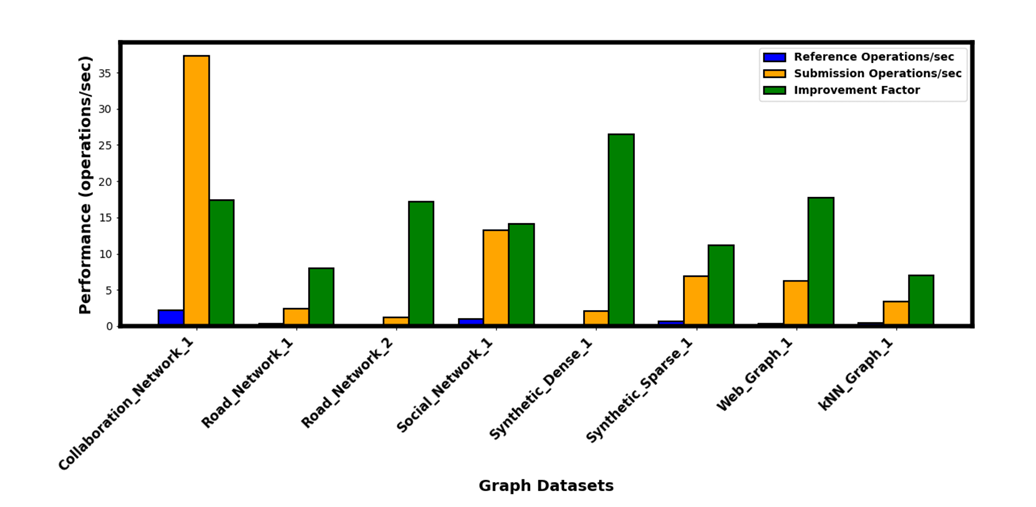 Performance (operations/sec)
35
30
25
20
15
10
5
0
Reference Operations/sec
Submission Operations/sec
Improvement Factor
Collaboration_Network_1
Road_Network_1
Road_Network_2
Social_Network_1
Synthetic_Dense_1
Synthetic_Sparse_1
Web_Graph_1
kNN_Graph_1
Graph Datasets